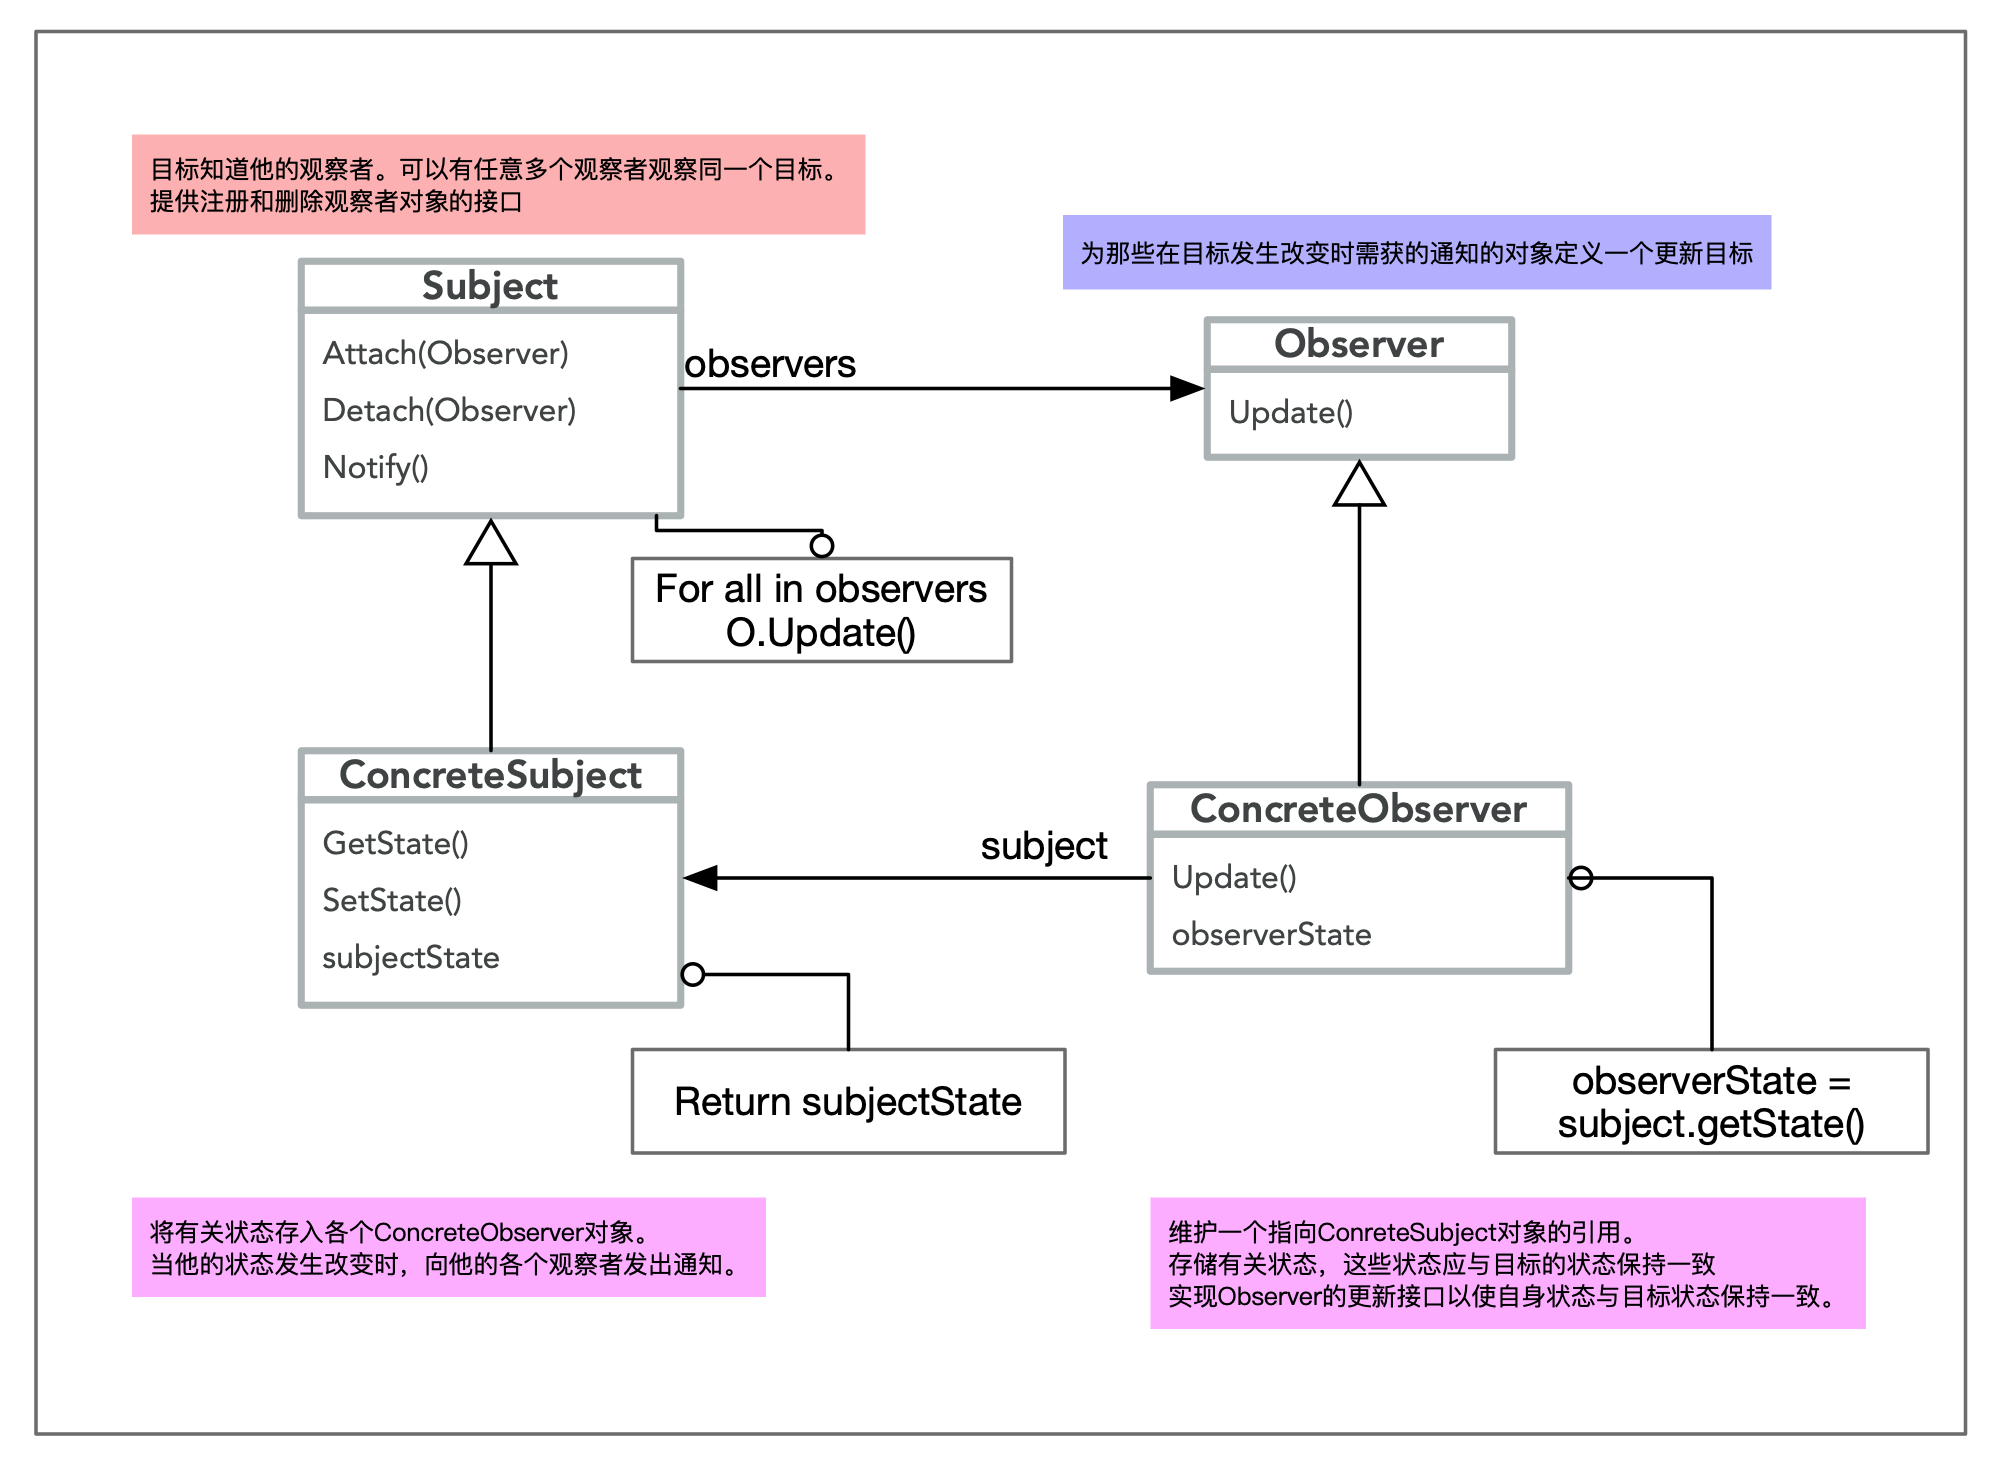 目标知道他的观察者。可以有任意多个观察者观察同一个目标。
提供注册和删除观察者对象的接口
为那些在目标发生改变时需获的通知的对象定义一个更新目标
Subject
Attach(Observer)
Detach(Observer)
Notify()
observers
Observer
Update()
For all in observers
O.Update()
ConcreteSubject
GetState()
SetState()
subjectState
subject
ConcreteObserver
Update()
observerState
Return subjectState
observerState =
subject.getState()
将有关状态存入各个ConcreteObserver对象。
当他的状态发生改变时，向他的各个观察者发出通知。
维护一个指向ConreteSubject对象的引用。
存储有关状态，这些状态应与目标的状态保持一致
实现Observer的更新接口以使自身状态与目标状态保持一致。